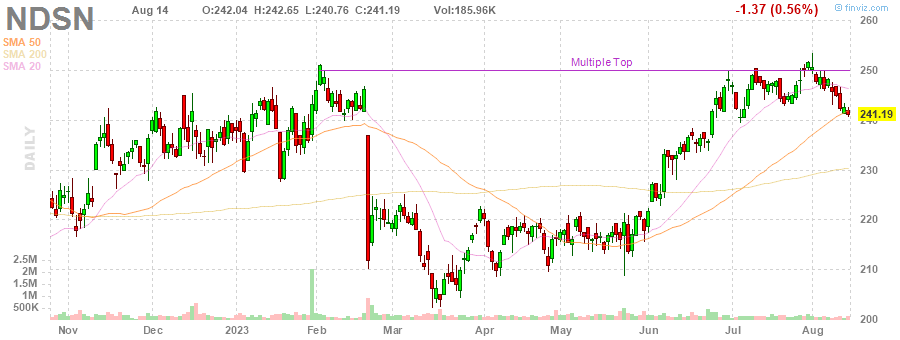 NDSN Aug 14 O:242.04 H:242.65 L:240.76 C:241.19 Vol:185.96K -1.37 (0.56%) finviz.com
SMA 50
SMA 200
SMA 20
DAILY
Multiple Top
260
250
241.19
240
230
220
210
200
2.5M
2M
1.5M
1M
500K
Nov Dec 2023 Feb Mar Apr May Jun Jul Aug